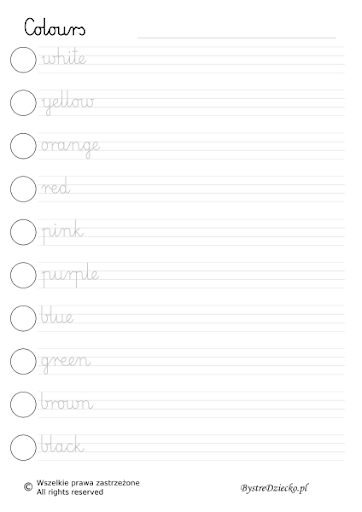 Colours
white
yellow
orange
red
pink
purple
blue
green
brown
black
© Wszelkie prawa zastrzeżone
All rights reserved
BystreDziecko.pl